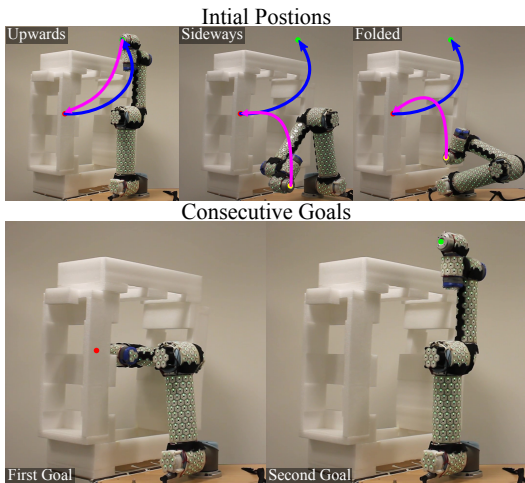 Intial Postions
Upwards
Sideways
Folded
Consecutive Goals
First Goal
Second Goal